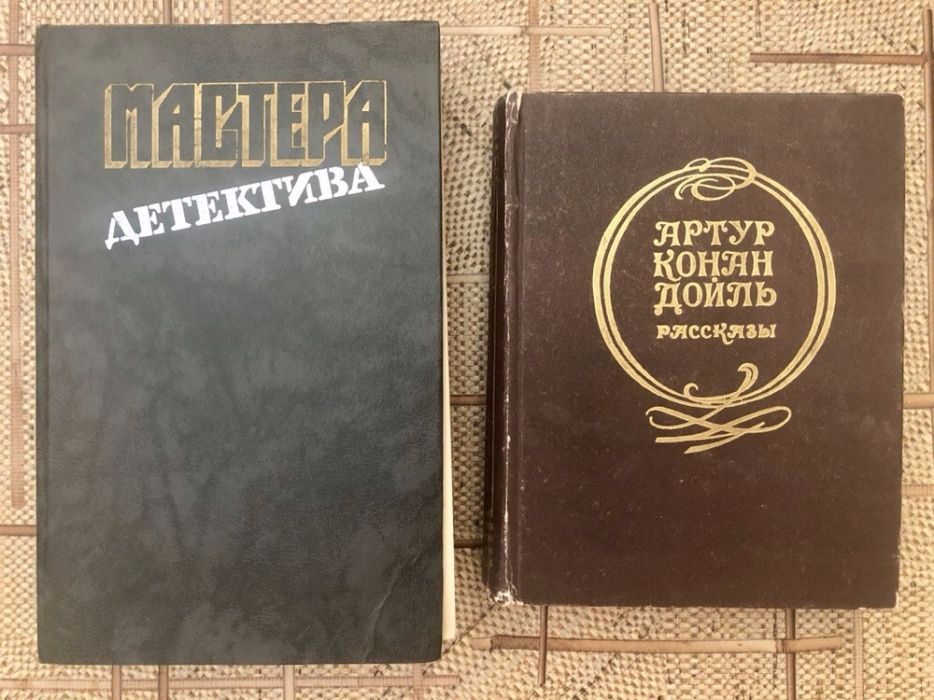 МАСТЕРА
ДЕТЕКТИВА
АРТУР
КОНАН
ДОЙЛЬ
РАССКАЗЫ